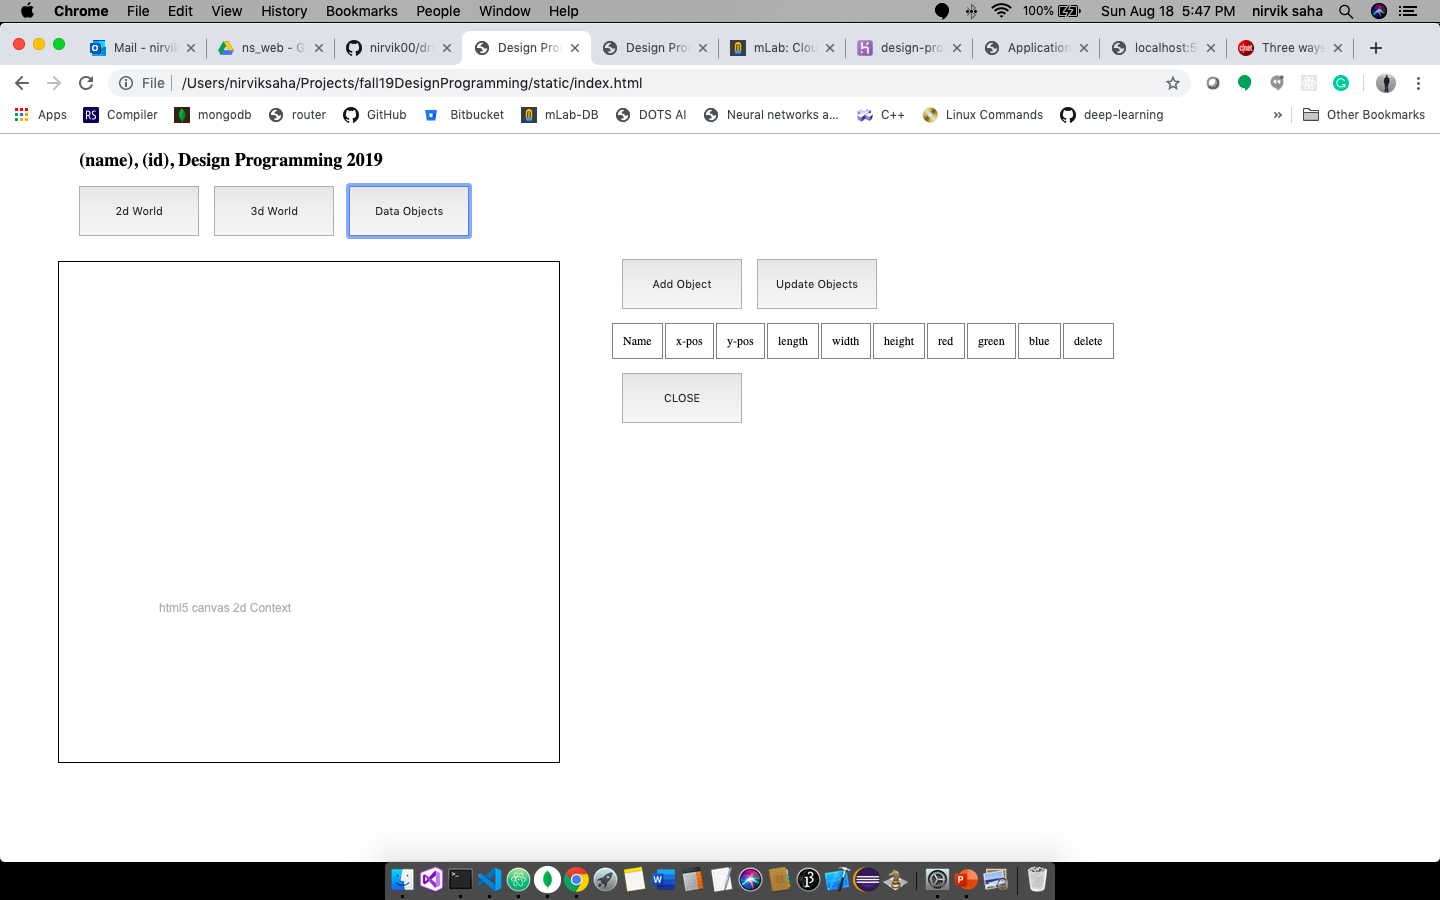 Chrome File Edit View History Bookmarks People Window Help 100% Sun Aug 18 5:47 PM nirvik saha
Mail - nirvik ns_web - G nirvik00/dr Design Pro Design Pro mLab: Clou design-pro Application localhost:5 Three ways
File /Users/nirviksaha/Projects/fall19DesignProgramming/static/index.html
Apps RS Compiler mongodb router GitHub Bitbucket mLab-DB DOTS AI Neural networks a... C++ Linux Commands deep-learning » Other Bookmarks
(name), (id), Design Programming 2019
2d World 3d World Data Objects
Add Object Update Objects
Name x-pos y-pos length width height red green blue delete
CLOSE
html5 canvas 2d Context